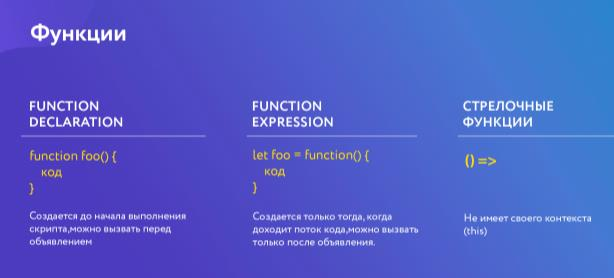 Функции
FUNCTION
DECLARATION
function foo() {
код
}
Создается до начала выполнения
скрипта,можно вызвать перед
объявлением
FUNCTION
EXPRESSION
let foo = function() {
код
}
Создается только тогда, когда
доходит поток кода,можно вызвать
только после объявления.
СТРЕЛОЧНЫЕ
ФУНКЦИИ
() =>
Не имеет своего контекста
(this)